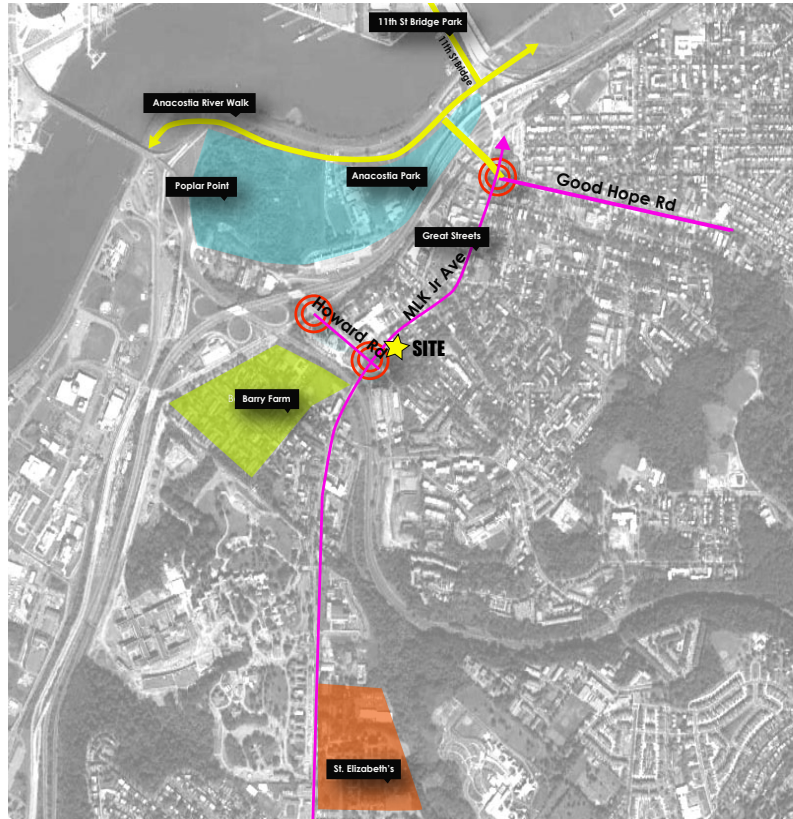 11th St Bridge Park
11th St Bridge
Anacostia River Walk
Anacostia Park
Poplar Point
Good Hope Rd
Great Streets
MLK Jr Ave
Howard Rd
SITE
Barry Farm
St. Elizabeth's